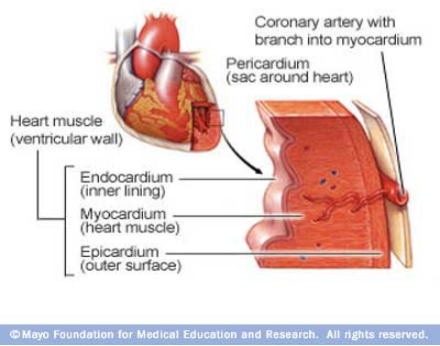 Coronary artery with
branch into myocardium
Pericardium
(sac around heart)
Heart muscle
(ventricular wall)
Endocardium
(inner lining)
Myocardium
(heart muscle)
Epicardium
(outer surface)
© Mayo Foundation for Medical Education and Research. All rights reserved.